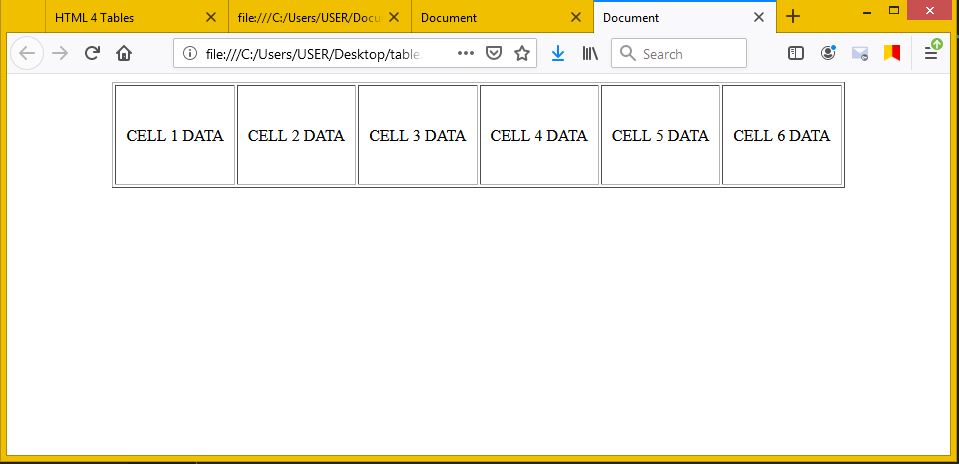 HTML 4 Tables
file:///C:/Users/USER/Docu
Document
Document
file:///C:/Users/USER/Desktop/table
Search
CELL 1 DATA
CELL 2 DATA
CELL 3 DATA
CELL 4 DATA
CELL 5 DATA
CELL 6 DATA